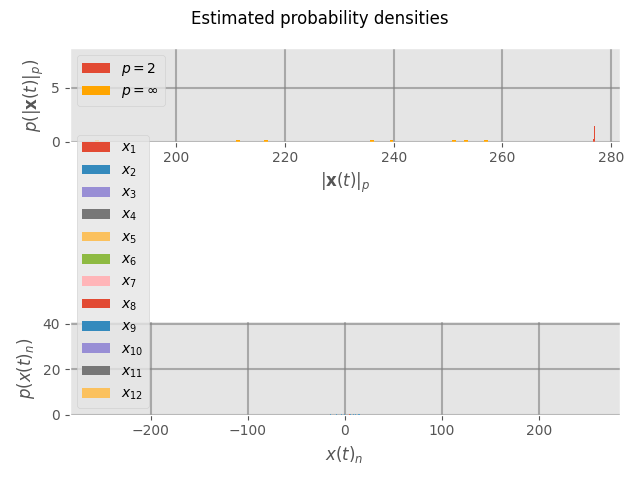 Estimated probability densities
p(|x(t)|ₚ)
5
0
p = 2
p = ∞
200
220
240
260
280
|x(t)|ₚ
x₁
x₂
x₃
x₄
x₅
x₆
x₇
x₈
x₉
x₁₀
x₁₁
x₁₂
p(x(t)ₙ)
40
20
0
−200
−100
0
100
200
x(t)ₙ